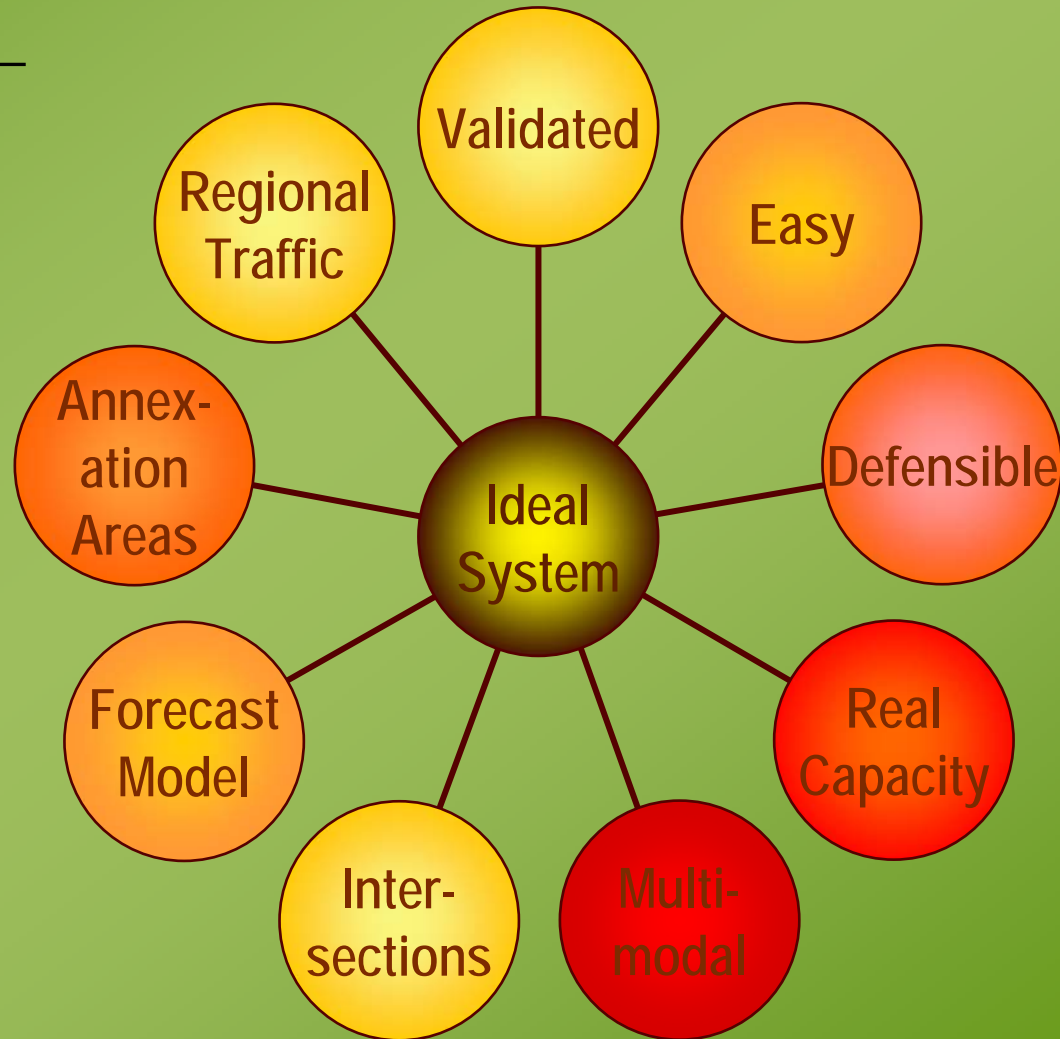 Validated
Easy
Defensible
Real
Capacity
Multi-
modal
Inter-
sections
Forecast
Model
Annex-
ation
Areas
Regional
Traffic
Ideal
System